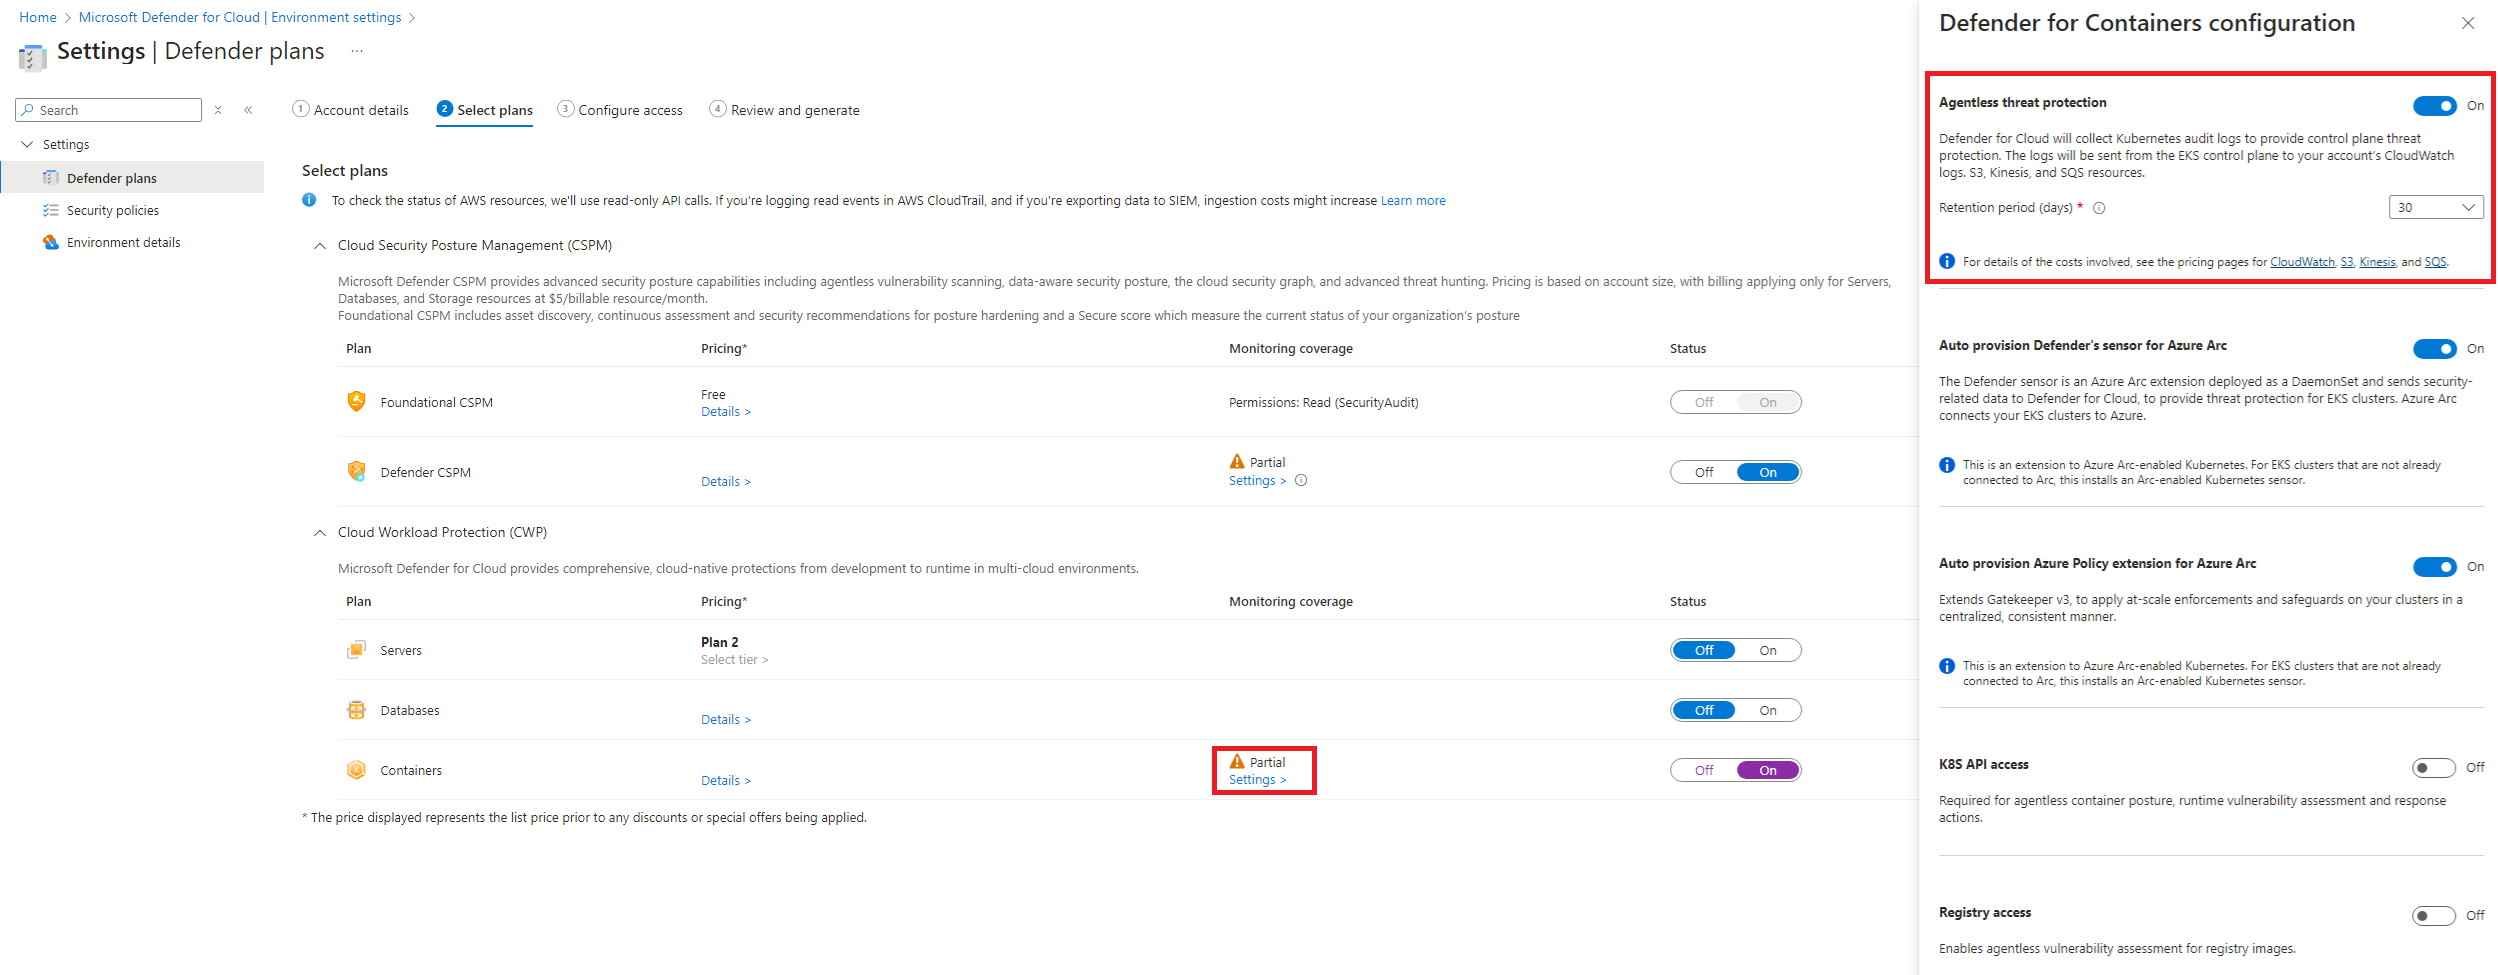 Home > Microsoft Defender for Cloud | Environment settings >
Settings | Defender plans ...
Search
Settings
Defender plans
Security policies
Environment details
1 Account details 2 Select plans 3 Configure access 4 Review and generate
Select plans
To check the status of AWS resources, we'll use read-only API calls. If you're logging read events in AWS CloudTrail, and if you're exporting data to SIEM, ingestion costs might increase Learn more
Cloud Security Posture Management (CSPM)
Microsoft Defender CSPM provides advanced security posture capabilities including agentless vulnerability scanning, data-aware security posture, the cloud security graph, and advanced threat hunting. Pricing is based on account size, with billing applying only for Servers,
Databases, and Storage resources at $5/billable resource/month.
Foundational CSPM includes asset discovery, continuous assessment and security recommendations for posture hardening and a Secure score which measure the current status of your organization's posture
Plan Pricing* Monitoring coverage Status
Foundational CSPM Free Permissions: Read (SecurityAudit) Off On
Details >
Defender CSPM Partial Off On
Details > Settings >
Cloud Workload Protection (CWP)
Microsoft Defender for Cloud provides comprehensive, cloud-native protections from development to runtime in multi-cloud environments.
Plan Pricing* Monitoring coverage Status
Servers Plan 2 Off On
Select tier >
Databases Details > Off On
Containers Partial Off On
Details > Settings >
* The price displayed represents the list price prior to any discounts or special offers being applied.
Defender for Containers configuration
Agentless threat protection On
Defender for Cloud will collect Kubernetes audit logs to provide control plane threat
protection. The logs will be sent from the EKS control plane to your account's CloudWatch
logs. S3, Kinesis, and SQS resources.
Retention period (days) * 30
For details of the costs involved, see the pricing pages for CloudWatch, S3, Kinesis, and SQS.
Auto provision Defender's sensor for Azure Arc On
The Defender sensor is an Azure Arc extension deployed as a DaemonSet and sends security-
related data to Defender for Cloud, to provide threat protection for EKS clusters. Azure Arc
connects your EKS clusters to Azure.
This is an extension to Azure Arc-enabled Kubernetes. For EKS clusters that are not already
connected to Arc, this installs an Arc-enabled Kubernetes sensor.
Auto provision Azure Policy extension for Azure Arc On
Extends Gatekeeper v3, to apply at-scale enforcements and safeguards on your clusters in a
centralized, consistent manner.
This is an extension to Azure Arc-enabled Kubernetes. For EKS clusters that are not already
connected to Arc, this installs an Arc-enabled Kubernetes sensor.
K8S API access Off
Required for agentless container posture, runtime vulnerability assessment and response
actions.
Registry access Off
Enables agentless vulnerability assessment for registry images.